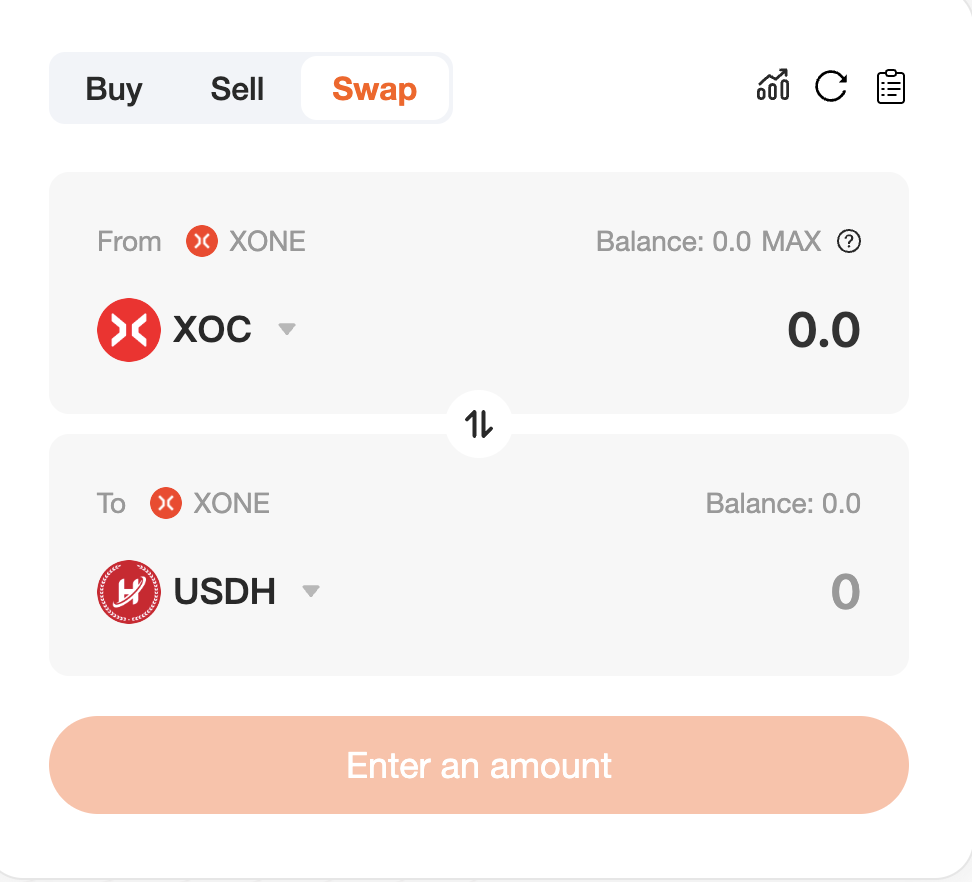 Buy Sell Swap
From XONE Balance: 0.0 MAX ?
XOC 0.0
To XONE Balance: 0.0
USDH 0
Enter an amount